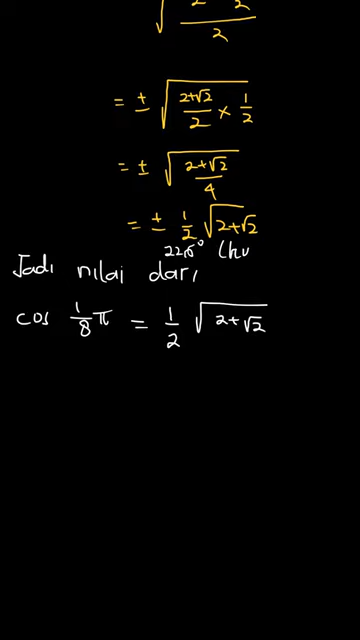 2
= ± √((2+√2)/2 × 1/2)
= ± √((2+√2)/4)
= ± 1/2 √(2+√2)
22,5°
Jadi nilai dari
cos 1/8 π = 1/2 √(2+√2)